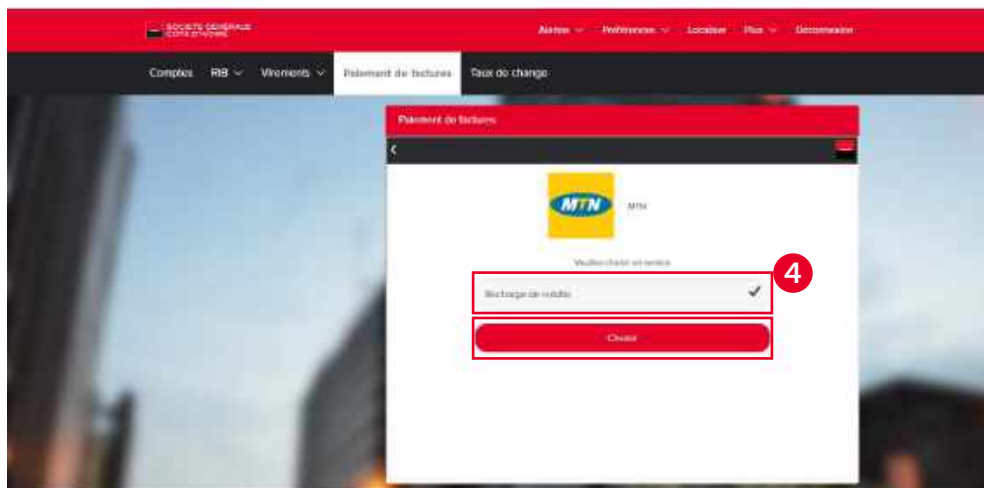 SOCIETE GENERALE
COTE D'IVOIRE
Alertes Préférences Localiser Plus Déconnexion
Comptes RIB Virements Paiement de factures Taux de change
Paiement de factures
MTN MTN
Veuillez choisir un service
4
Recharge de crédits
Choisir